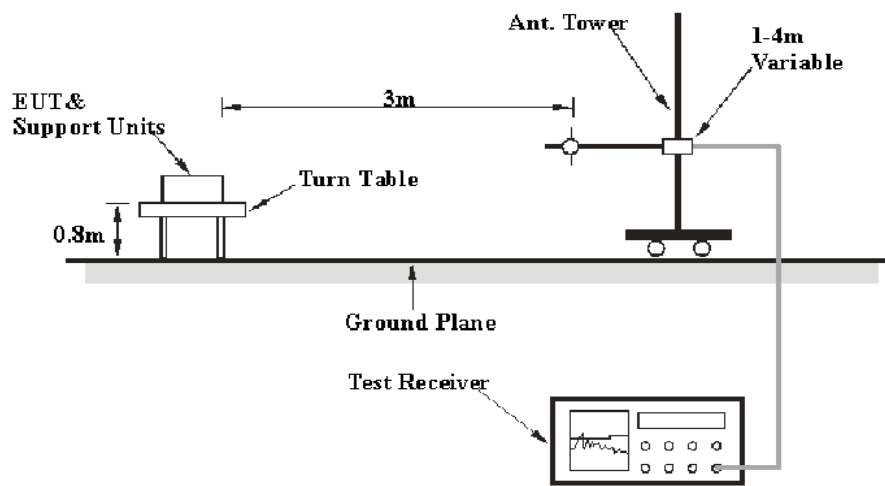 Ant. Tower
1-4m
Variable
3m
EUT&
Support Units
Turn Table
0.8m
Ground Plane
Test Receiver